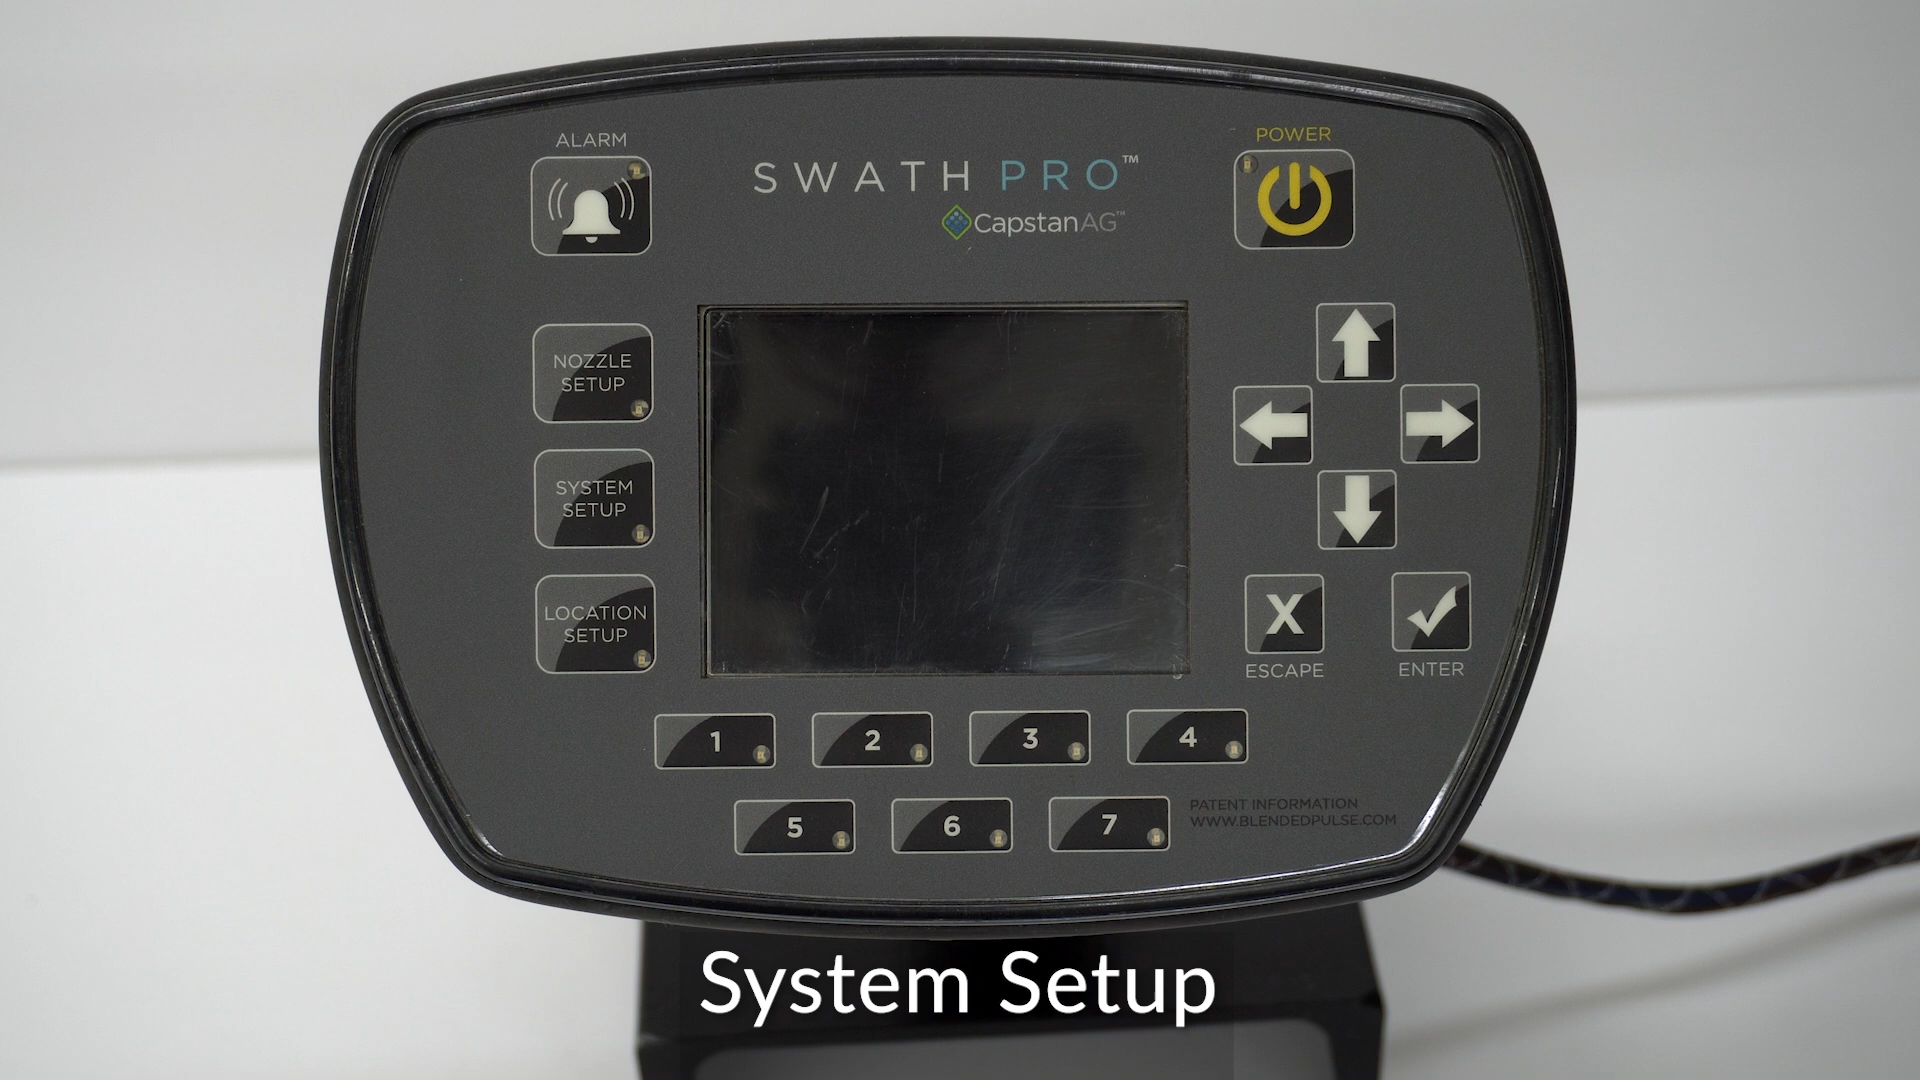 ALARM
POWER
SWATH PRO™
CapstanAG™
NOZZLE
SETUP
SYSTEM
SETUP
LOCATION
SETUP
X
ESCAPE
ENTER
1
2
3
4
5
6
7
PATENT INFORMATION
WWW.BLENDEDPULSE.COM
System Setup